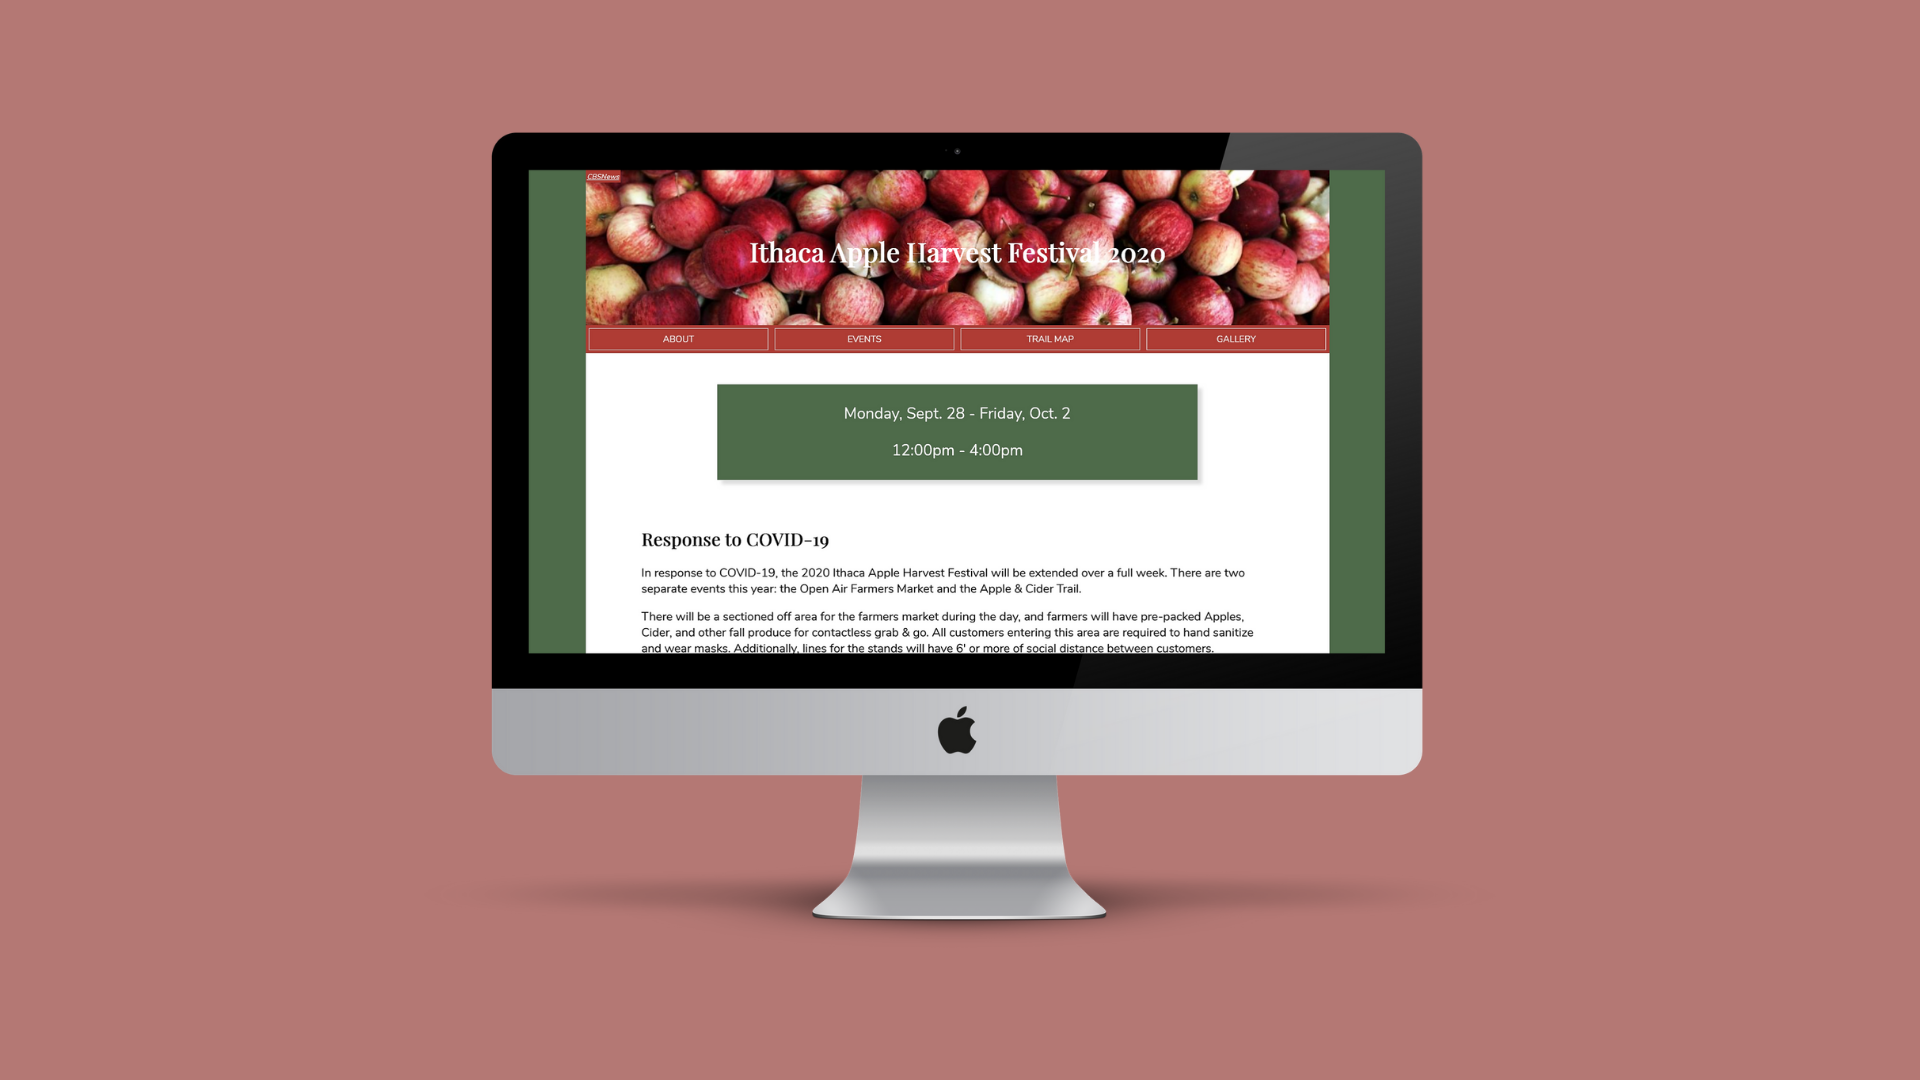 CBSNews
Ithaca Apple Harvest Festival 2020
ABOUT
EVENTS
TRAIL MAP
GALLERY
Monday, Sept. 28 - Friday, Oct. 2
12:00pm - 4:00pm
Response to COVID-19
In response to COVID-19, the 2020 Ithaca Apple Harvest Festival will be extended over a full week. There are two
separate events this year: the Open Air Farmers Market and the Apple & Cider Trail.
There will be a sectioned off area for the farmers market during the day, and farmers will have pre-packed Apples,
Cider, and other fall produce for contactless grab & go. All customers entering this area are required to hand sanitize
and wear masks. Additionally, lines for the stands will have 6' or more of social distance between customers.